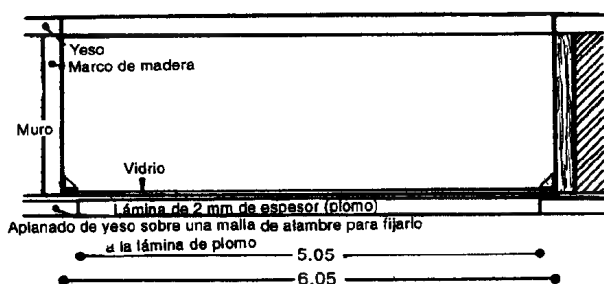 Yeso
Marco de madera
Muro
Vidrio
Lámina de 2 mm de espesor (plomo)
Aplanado de yeso sobre una malla de alambre para fijarlo
a la lámina de plomo
5.05
6.05